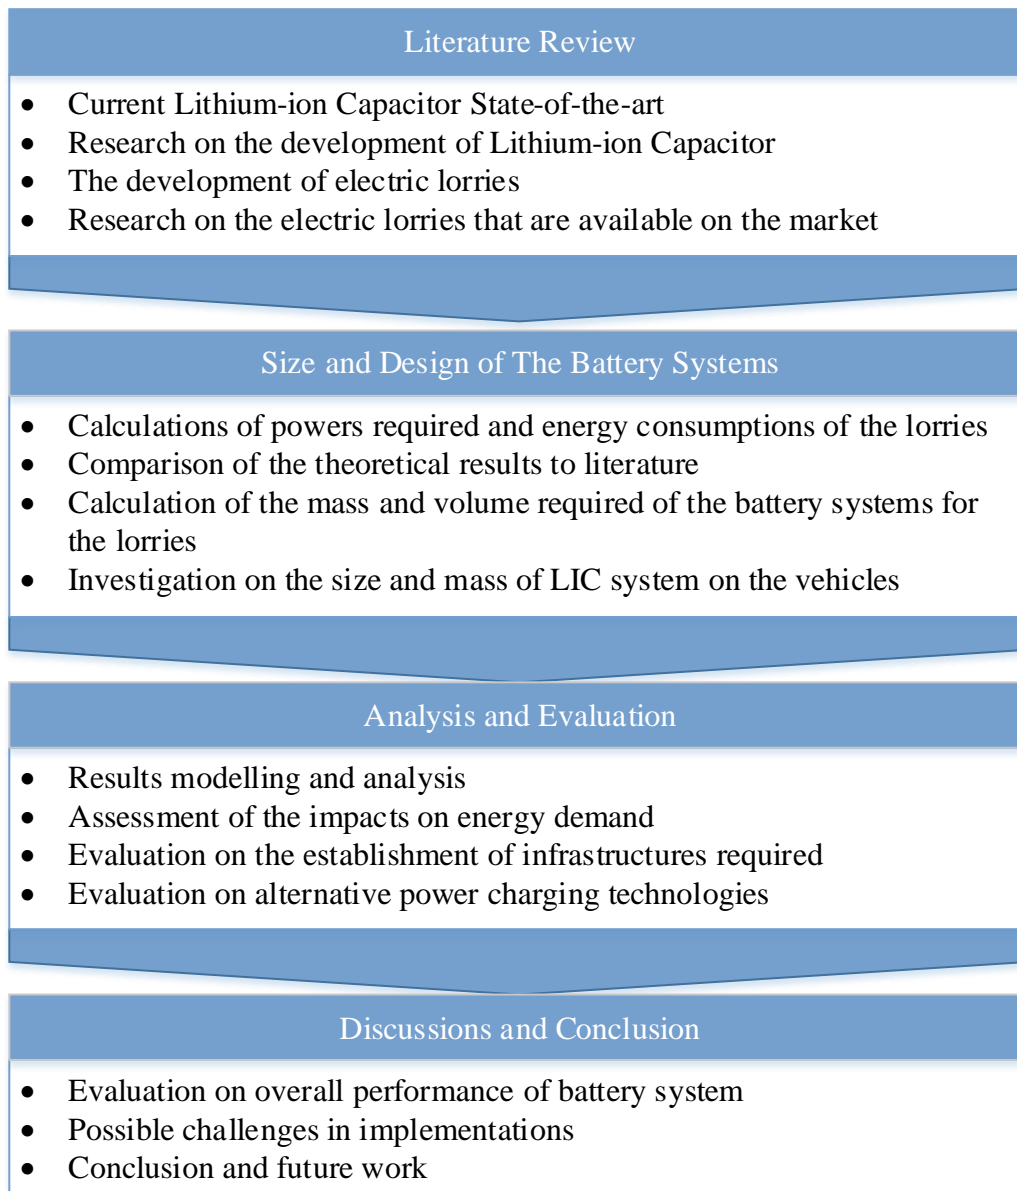 Literature Review
• Current Lithium-ion Capacitor State-of-the-art
• Research on the development of Lithium-ion Capacitor
• The development of electric lorries
• Research on the electric lorries that are available on the market
Size and Design of The Battery Systems
• Calculations of powers required and energy consumptions of the lorries
• Comparison of the theoretical results to literature
• Calculation of the mass and volume required of the battery systems for
the lorries
• Investigation on the size and mass of LIC system on the vehicles
Analysis and Evaluation
• Results modelling and analysis
• Assessment of the impacts on energy demand
• Evaluation on the establishment of infrastructures required
• Evaluation on alternative power charging technologies
Discussions and Conclusion
• Evaluation on overall performance of battery system
• Possible challenges in implementations
• Conclusion and future work